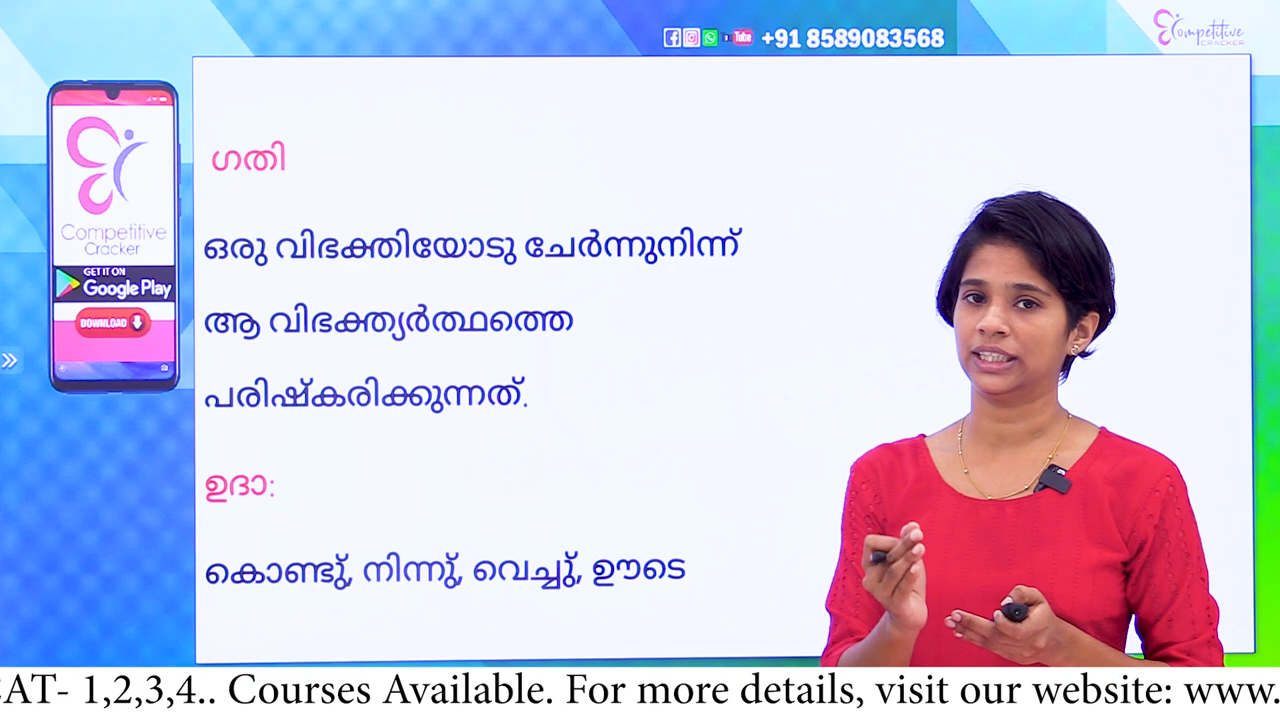 +91 8589083568
Competitive
CRACKER
Competitive
Cracker
GET IT ON
Google Play
DOWNLOAD
ഗതി
ഒരു വിഭക്തിയോടു ചേർന്നുനിന്ന്
ആ വിഭക്ത്യർത്ഥത്തെ
പരിഷ്കരിക്കുന്നത്.
ഉദാ:
കൊണ്ടു്, നിന്നു്, വെച്ചു്, ഊടെ
CAT- 1,2,3,4.. Courses Available. For more details, visit our website: www.